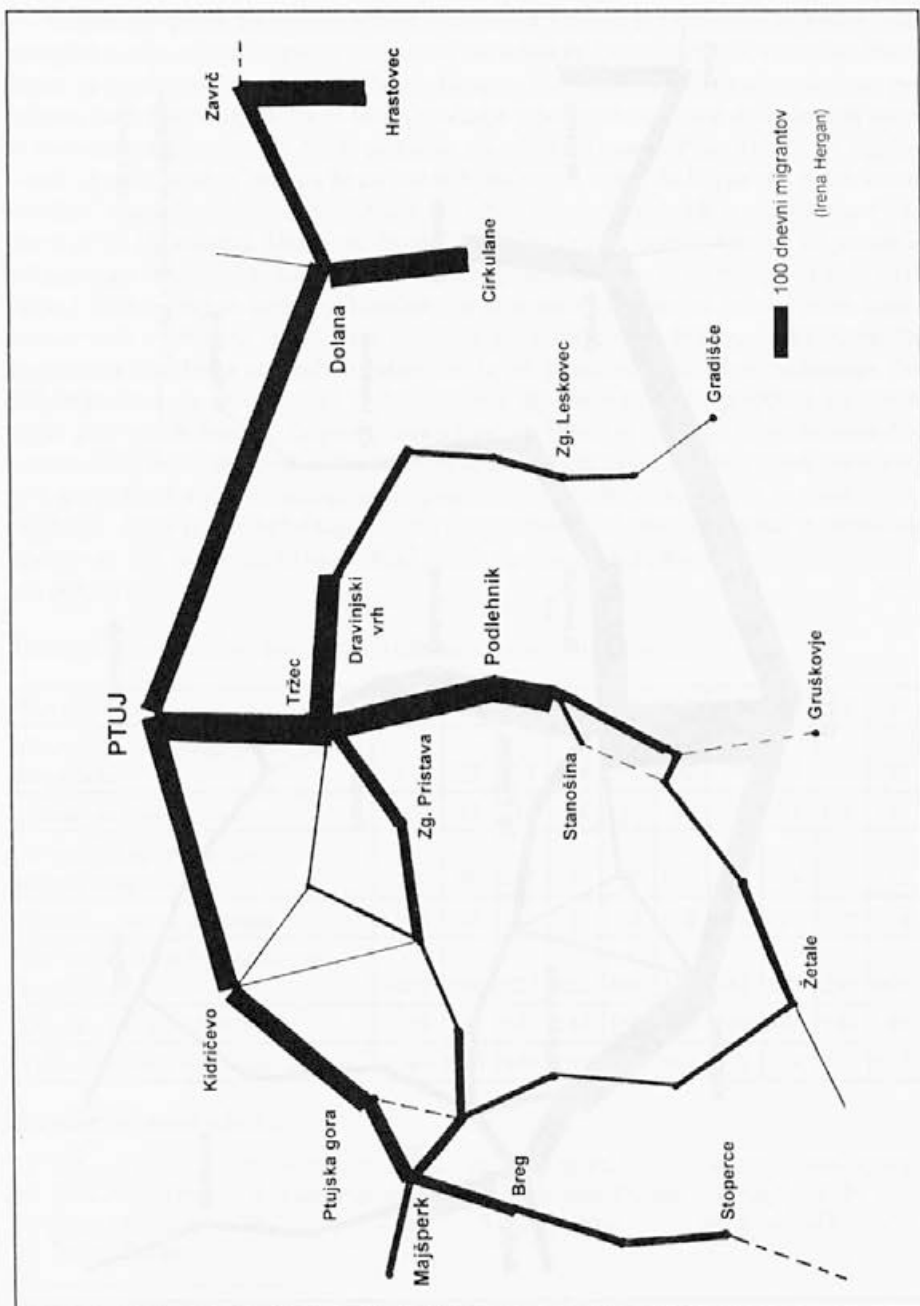 PTUJ
Kidričevo
Ptujska gora
Majšperk
Breg
Stoperce
Žetale
Zg. Pristava
Tržec
Dravinjski
vrh
Podlehnik
Stanošina
Gruškovje
Zg. Leskovec
Gradišče
Dolana
Cirkulane
Zavrč
Hrastovec
100 dnevni migrantov
(Irena Hergan)